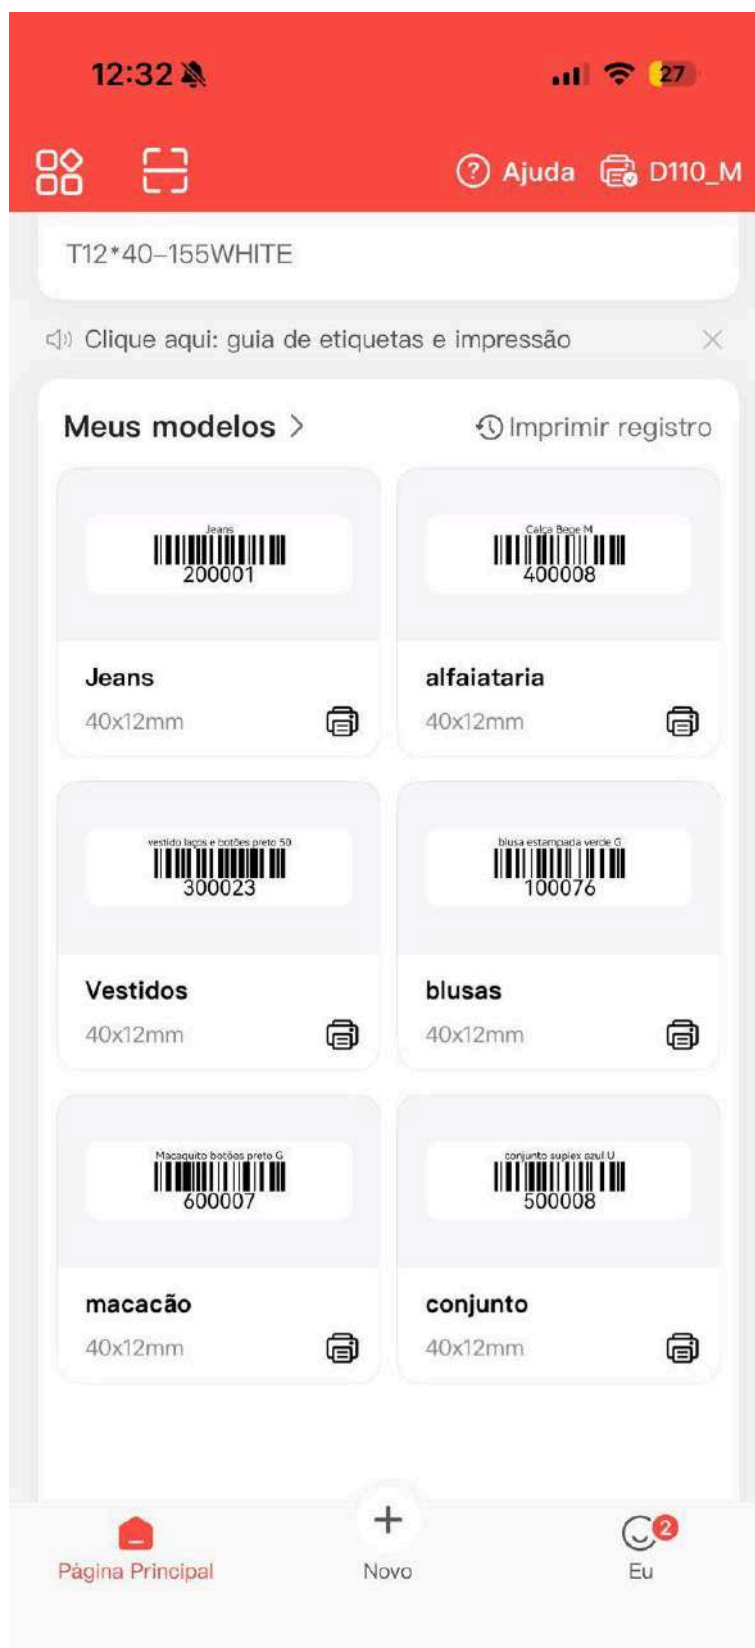 12:32
27
Ajuda
D110_M
T12*40-155WHITE
Clique aqui: guia de etiquetas e impressão
Meus modelos
Imprimir registro
Jeans
200001
Calça Bege M
400008
Jeans
40x12mm
alfaiataria
40x12mm
vestido laços e botões preto 50
300023
blusa estampada verde G
100076
Vestidos
40x12mm
blusas
40x12mm
Macaquito botões preto G
600007
conjunto suplex azul U
500008
macacão
40x12mm
conjunto
40x12mm
Página Principal
Novo
2
Eu